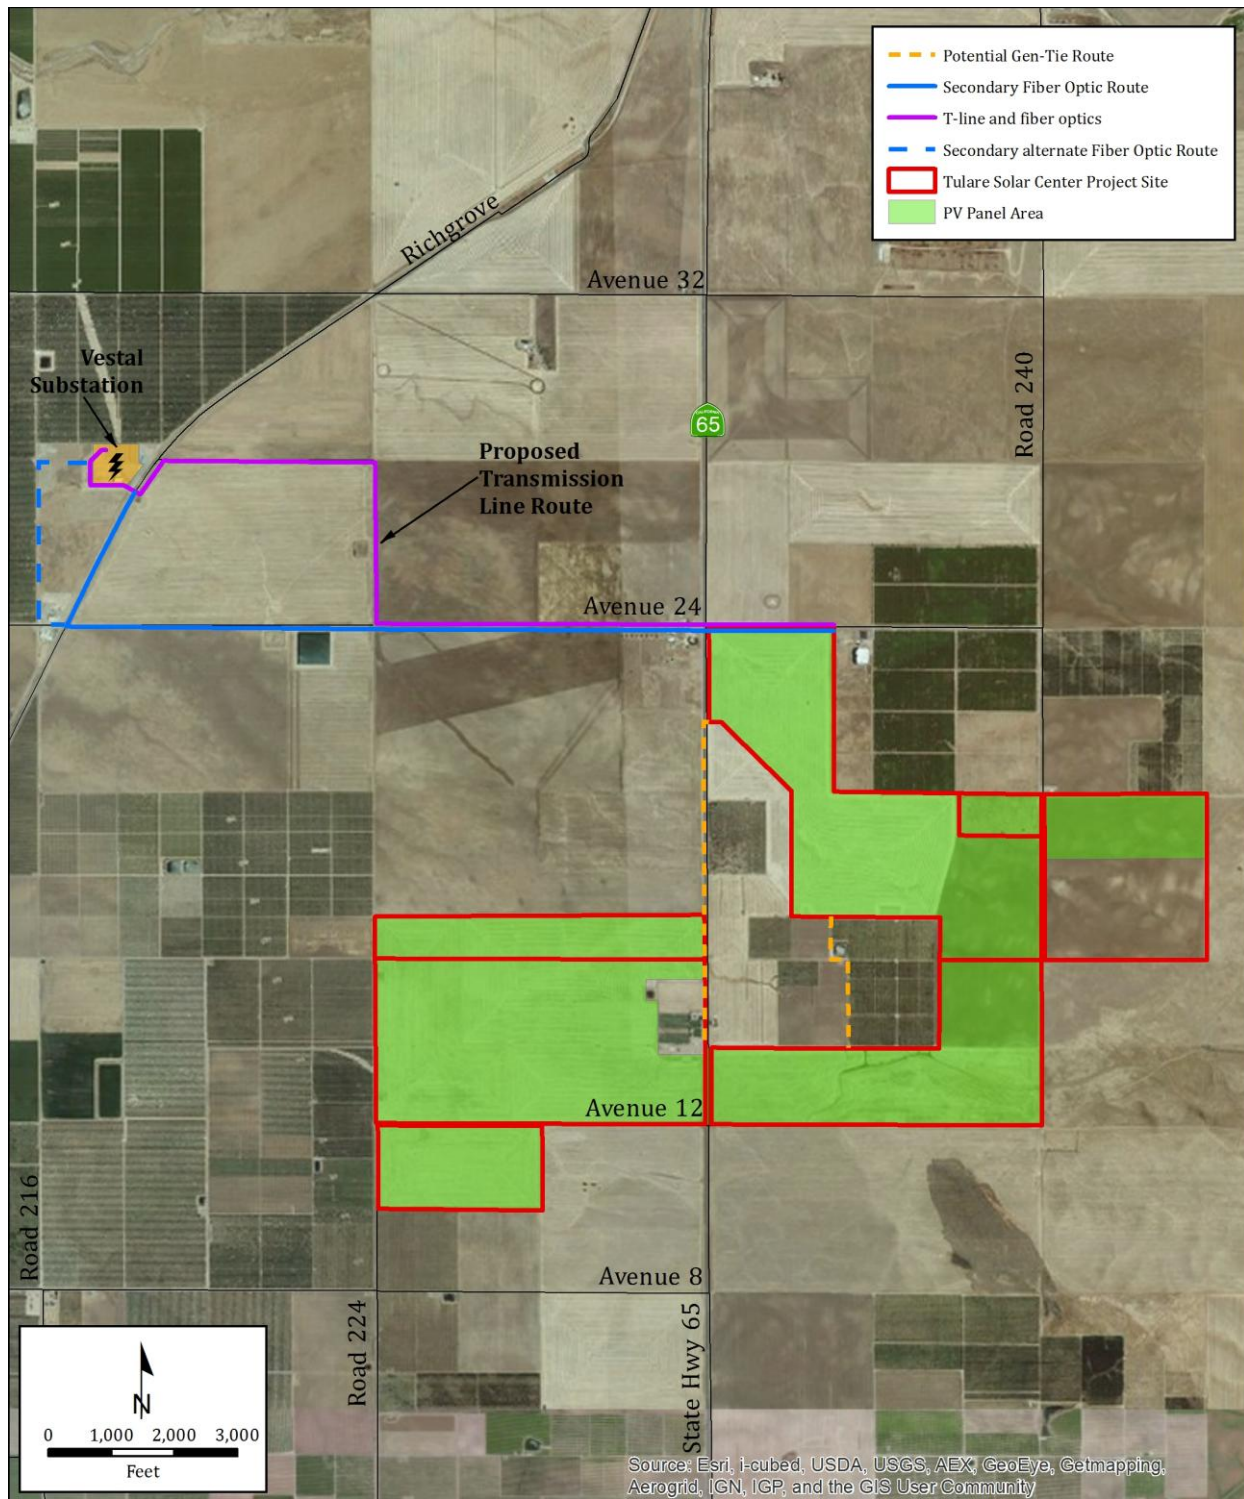 Potential Gen-Tie Route
Secondary Fiber Optic Route
T-line and fiber optics
Secondary alternate Fiber Optic Route
Tulare Solar Center Project Site
PV Panel Area
Richgrove
Avenue 32
Vestal
Substation
Road 240
CALIFORNIA
65
Proposed
Transmission
Line Route
Avenue 24
Avenue 12
Road 216
Avenue 8
Road 224
State Hwy 65
N
0 1,000 2,000 3,000
Feet
Source: Esri, i-cubed, USDA, USGS, AEX, GeoEye, Getmapping,
Aerogrid, IGN, IGP, and the GIS User Community